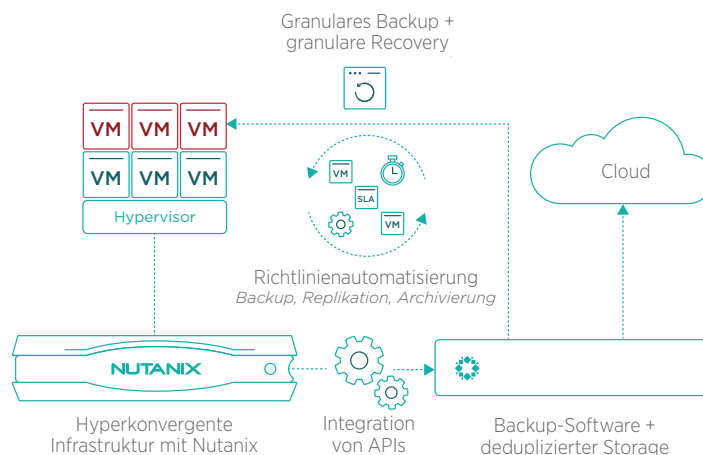 Granulares Backup +
granulare Recovery
VM VM VM
VM VM VM
Hypervisor
VM
SLA
VM
Cloud
Richtlinienautomatisierung
Backup, Replikation, Archivierung
NUTANIX
Hyperkonvergente
Infrastruktur mit Nutanix
Integration
von APIs
Backup-Software +
deduplizierter Storage